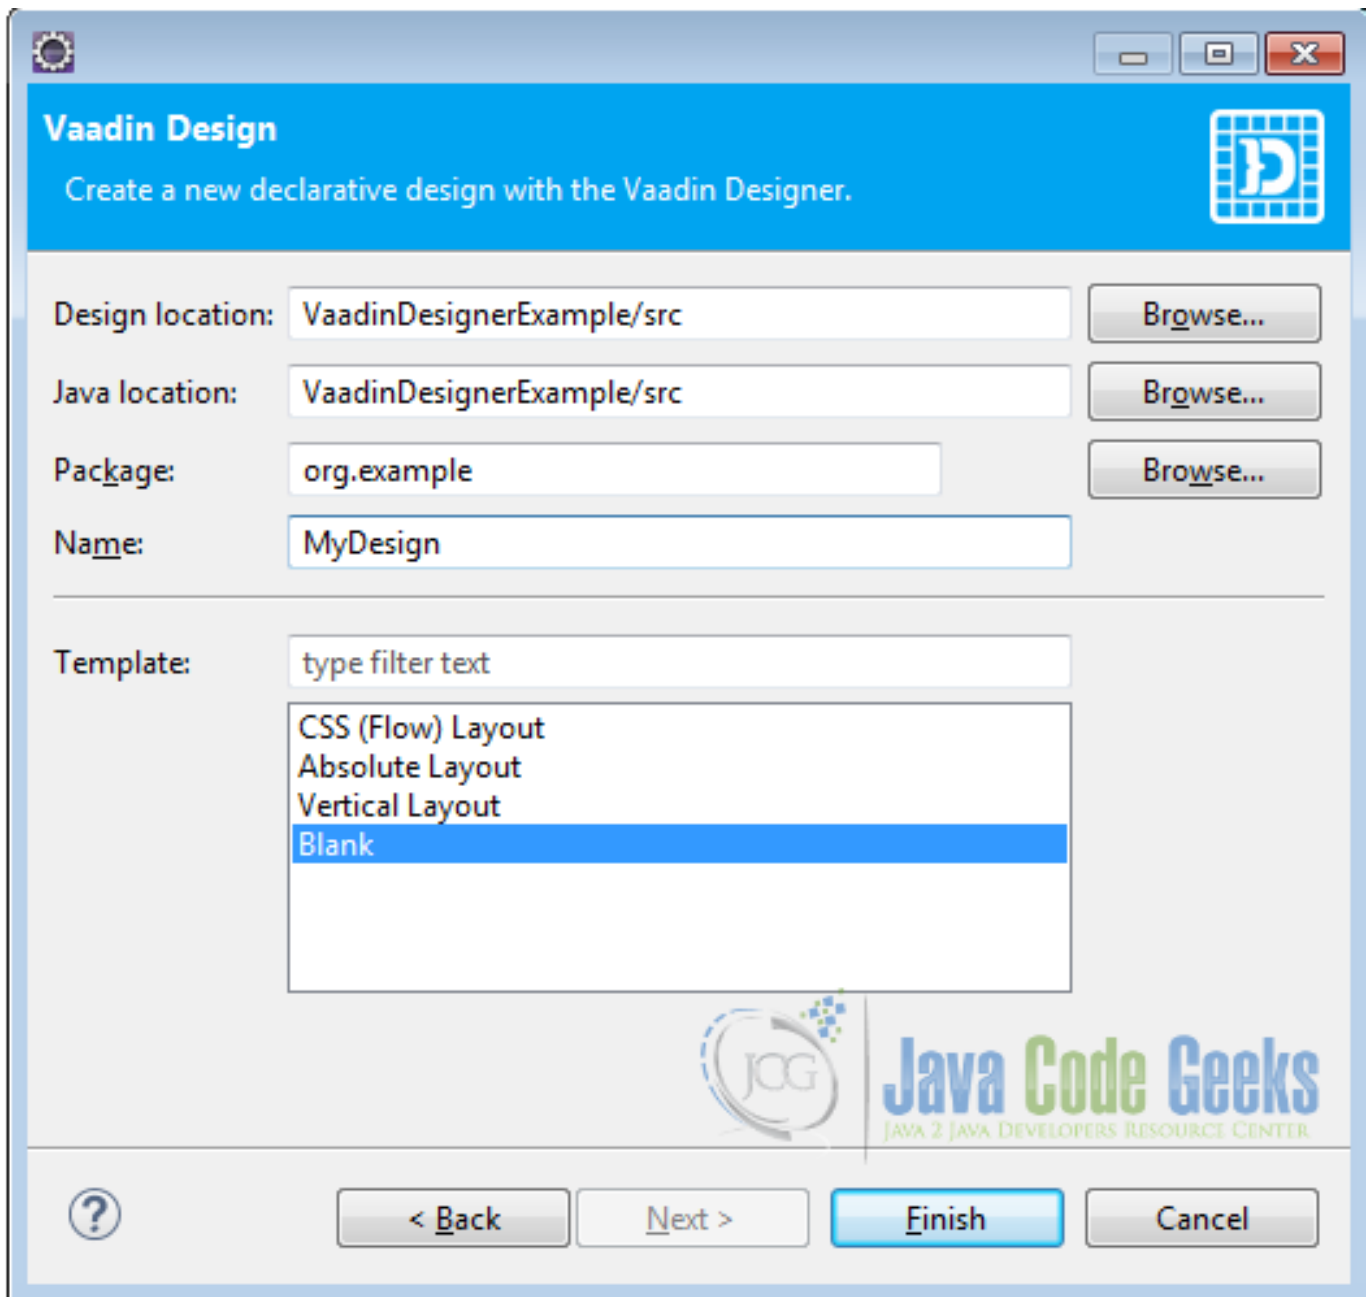 Vaadin Design
Create a new declarative design with the Vaadin Designer.
Design location: VaadinDesignerExample/src Browse...
Java location: VaadinDesignerExample/src Browse...
Package: org.example Browse...
Name: MyDesign
Template: type filter text
CSS (Flow) Layout
Absolute Layout
Vertical Layout
Blank
JCG
Java Code Geeks
JAVA 2 JAVA DEVELOPERS RESOURCE CENTER
? < Back Next > Finish Cancel